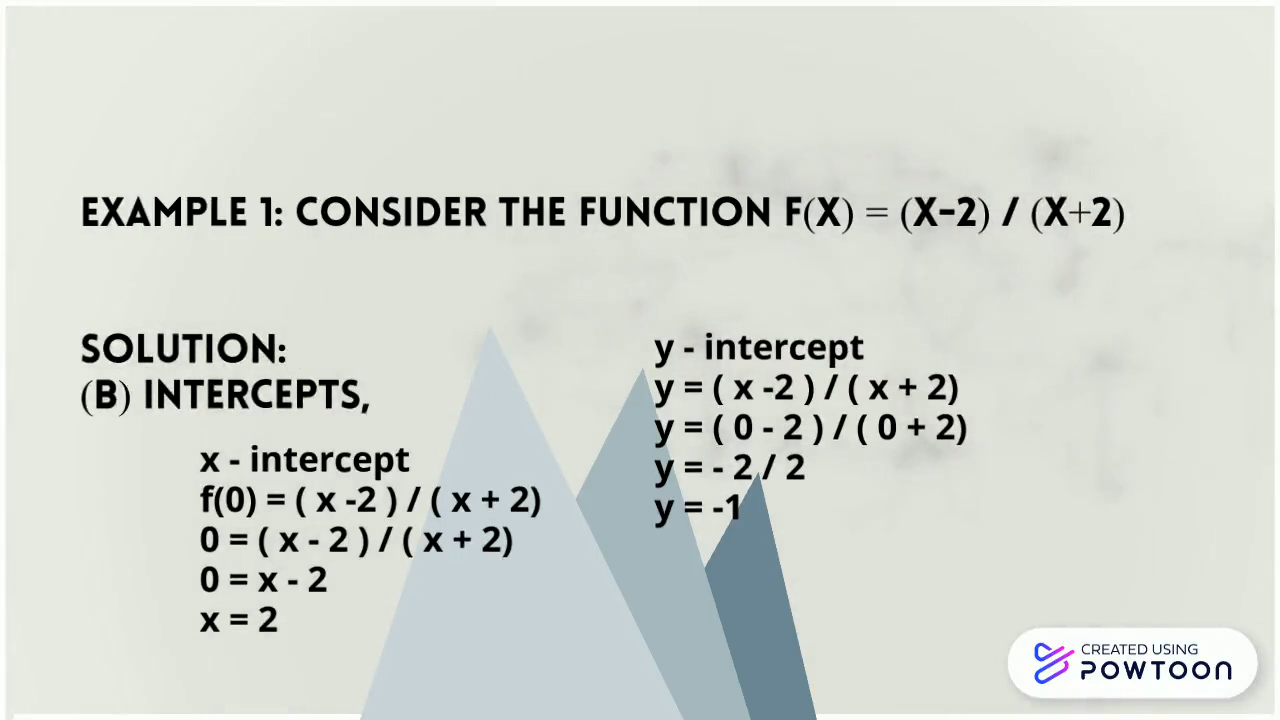 EXAMPLE 1: CONSIDER THE FUNCTION F(X) = (X-2) / (X+2)
SOLUTION:
(B) INTERCEPTS,
x - intercept
f(0) = ( x -2 ) / ( x + 2)
0 = ( x - 2 ) / ( x + 2)
0 = x - 2
x = 2
y - intercept
y = ( x -2 ) / ( x + 2)
y = ( 0 - 2 ) / ( 0 + 2)
y = - 2 / 2
y = -1
CREATED USING
POWTOON